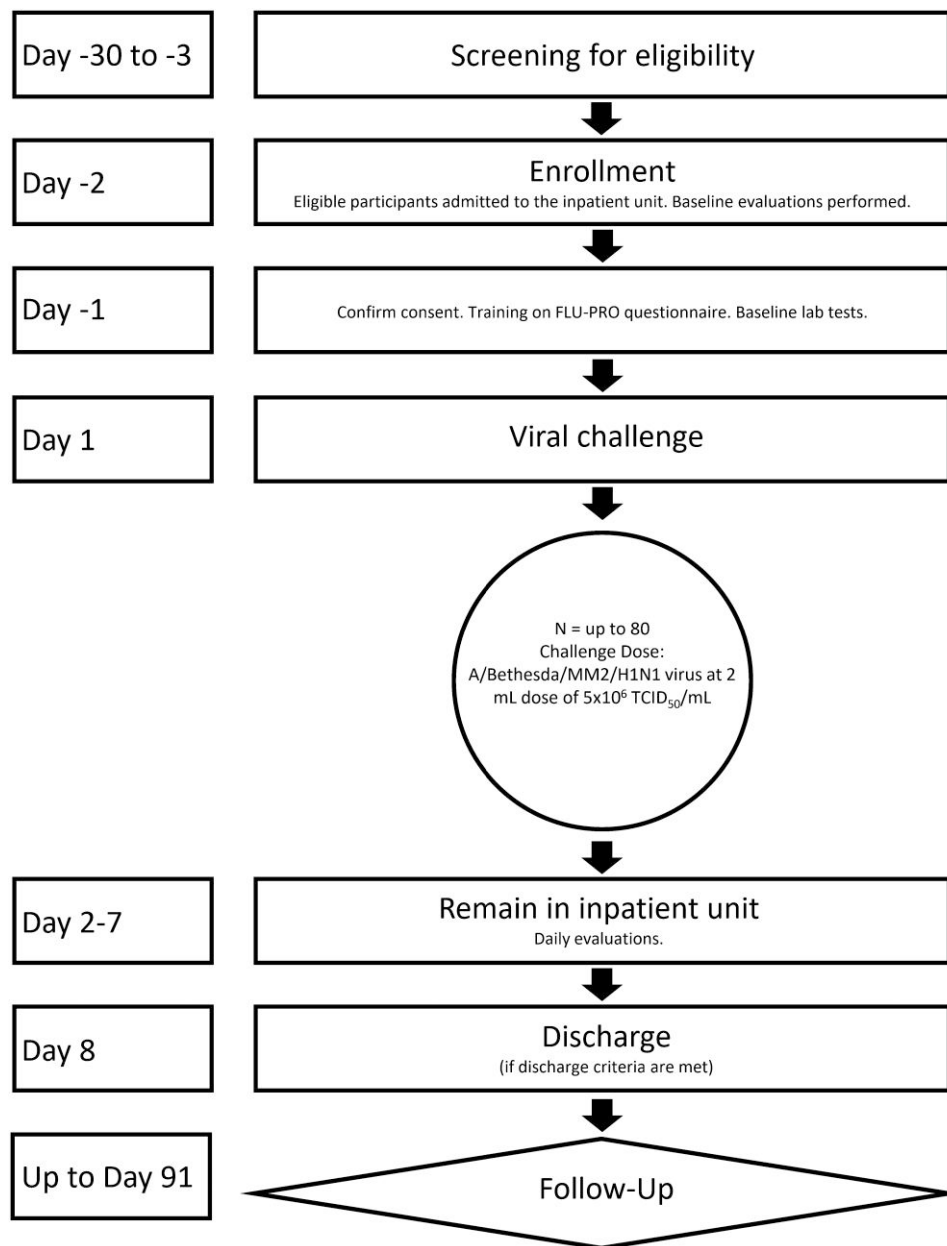 Day -30 to -3
Screening for eligibility
Day -2
Enrollment
Eligible participants admitted to the inpatient unit. Baseline evaluations performed.
Day -1
Confirm consent. Training on FLU-PRO questionnaire. Baseline lab tests.
Day 1
Viral challenge
N = up to 80
Challenge Dose:
A/Bethesda/MM2/H1N1 virus at 2
mL dose of 5x10⁶ TCID₅₀/mL
Day 2-7
Remain in inpatient unit
Daily evaluations.
Day 8
Discharge
(if discharge criteria are met)
Up to Day 91
Follow-Up